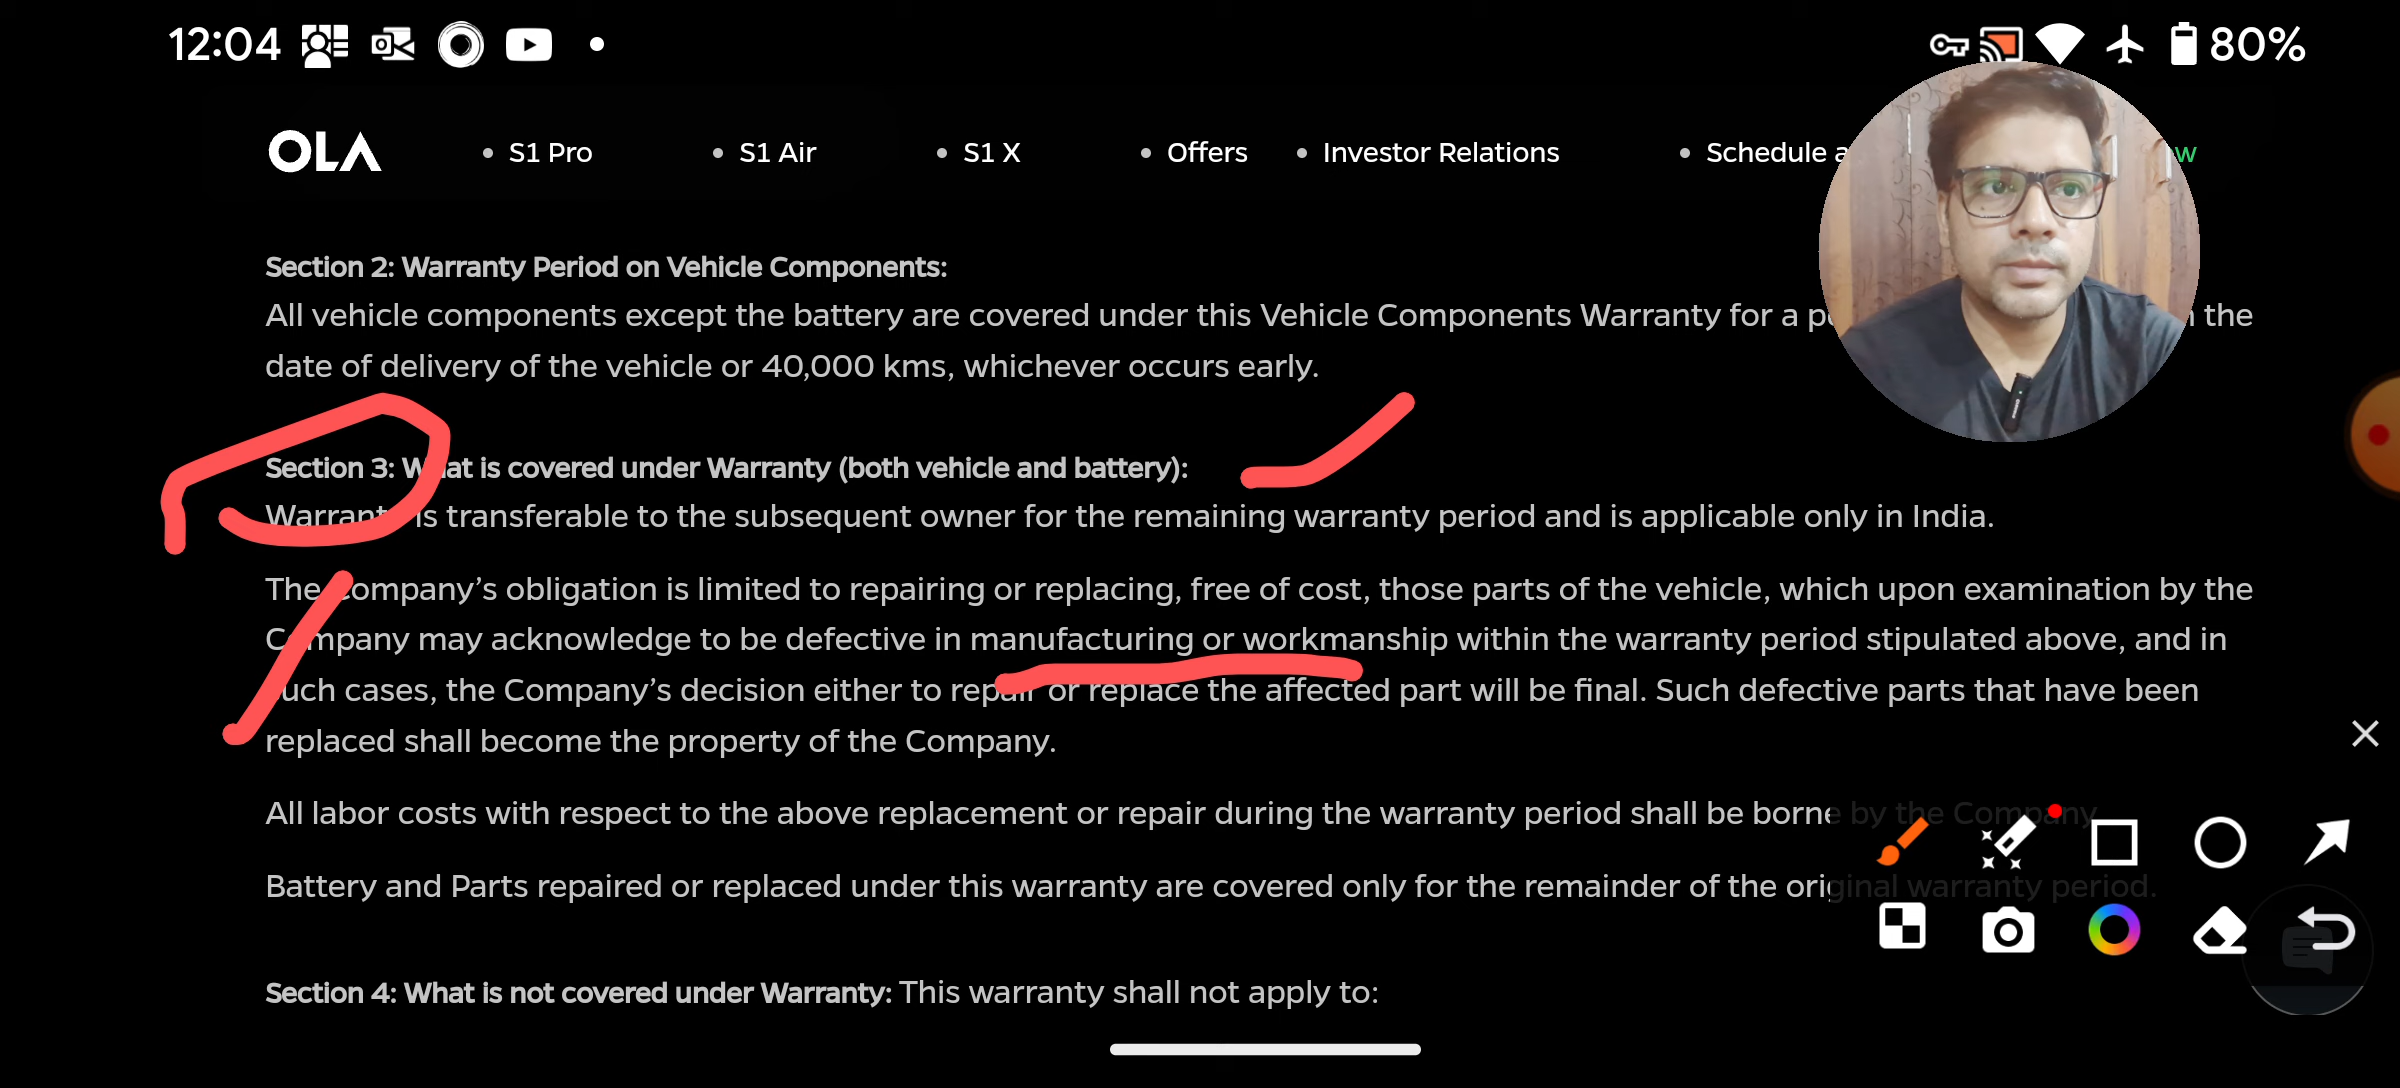 12:04
80%
OLA
S1 Pro
S1 Air
S1 X
Offers
Investor Relations
Schedule
Section 2: Warranty Period on Vehicle Components:
All vehicle components except the battery are covered under this Vehicle Components Warranty for a the
date of delivery of the vehicle or 40,000 kms, whichever occurs early.
Section 3: What is covered under Warranty (both vehicle and battery):
Warranty is transferable to the subsequent owner for the remaining warranty period and is applicable only in India.
The Company's obligation is limited to repairing or replacing, free of cost, those parts of the vehicle, which upon examination by the
Company may acknowledge to be defective in manufacturing or workmanship within the warranty period stipulated above, and in
such cases, the Company's decision either to repair or replace the affected part will be final. Such defective parts that have been
replaced shall become the property of the Company.
All labor costs with respect to the above replacement or repair during the warranty period shall be borne by the Company
Battery and Parts repaired or replaced under this warranty are covered only for the remainder of the original warranty period.
Section 4: What is not covered under Warranty: This warranty shall not apply to: